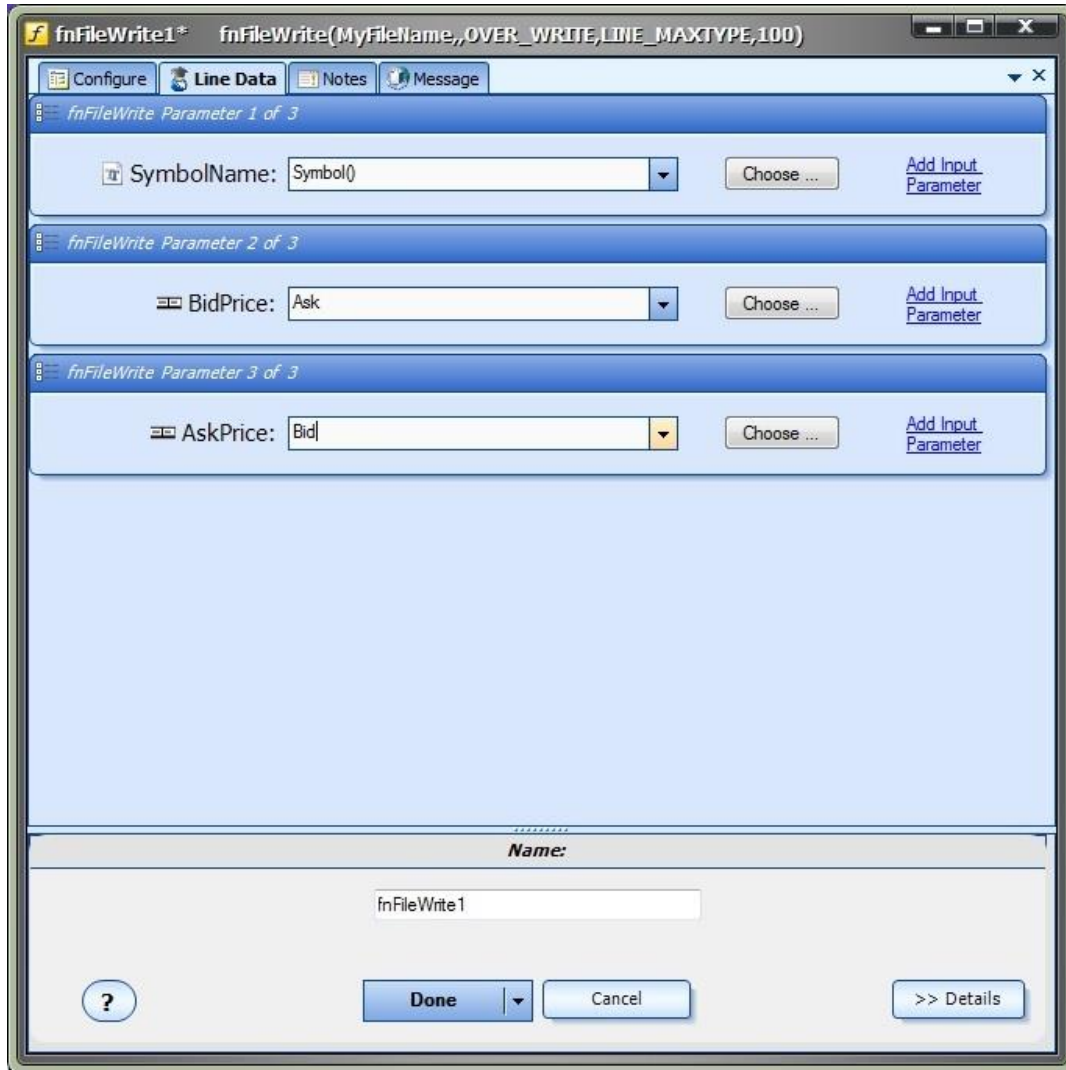 fnFileWrite1* fnFileWrite(MyFileName,,OVER_WRITE,LINE_MAXTYPE,100)
Configure Line Data Notes Message
fnFileWrite Parameter 1 of 3
SymbolName: Symbol() Choose ... Add Input
Parameter
fnFileWrite Parameter 2 of 3
BidPrice: Ask Choose ... Add Input
Parameter
fnFileWrite Parameter 3 of 3
AskPrice: Bid Choose ... Add Input
Parameter
Name:
fnFileWrite1
? Done Cancel >> Details